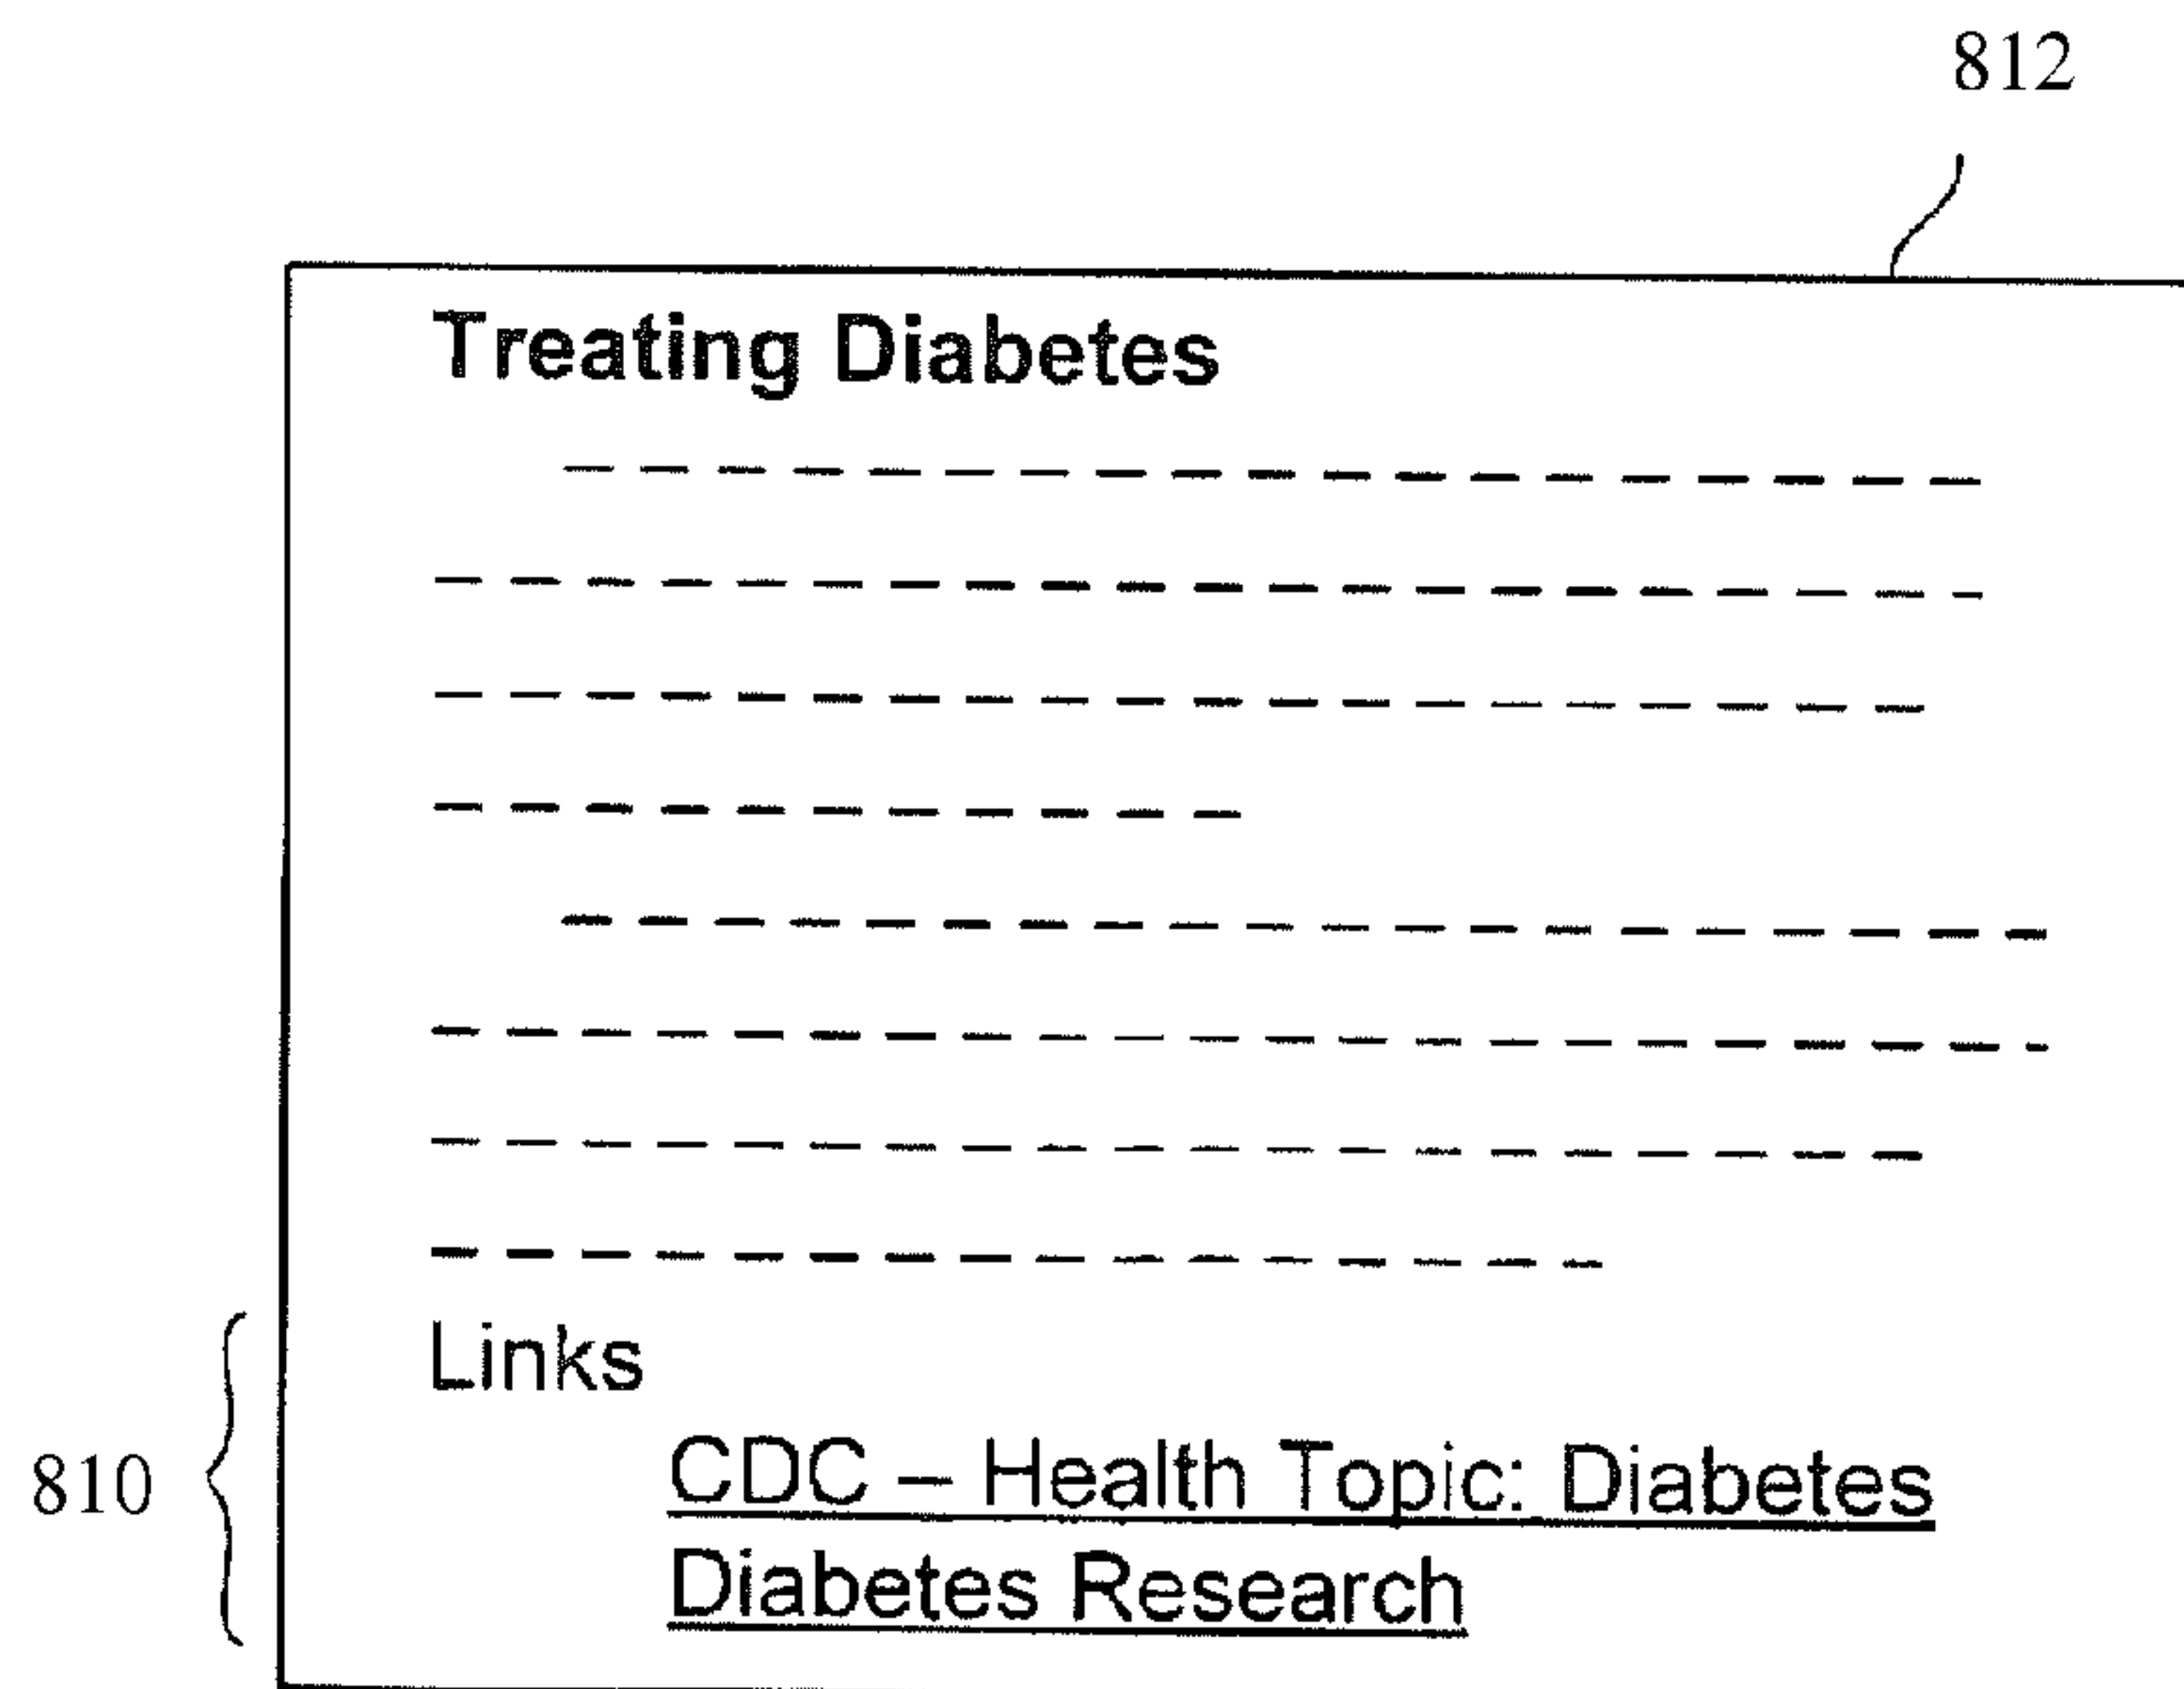 812
Treating Diabetes
Links
810
CDC – Health Topic: Diabetes
Diabetes Research